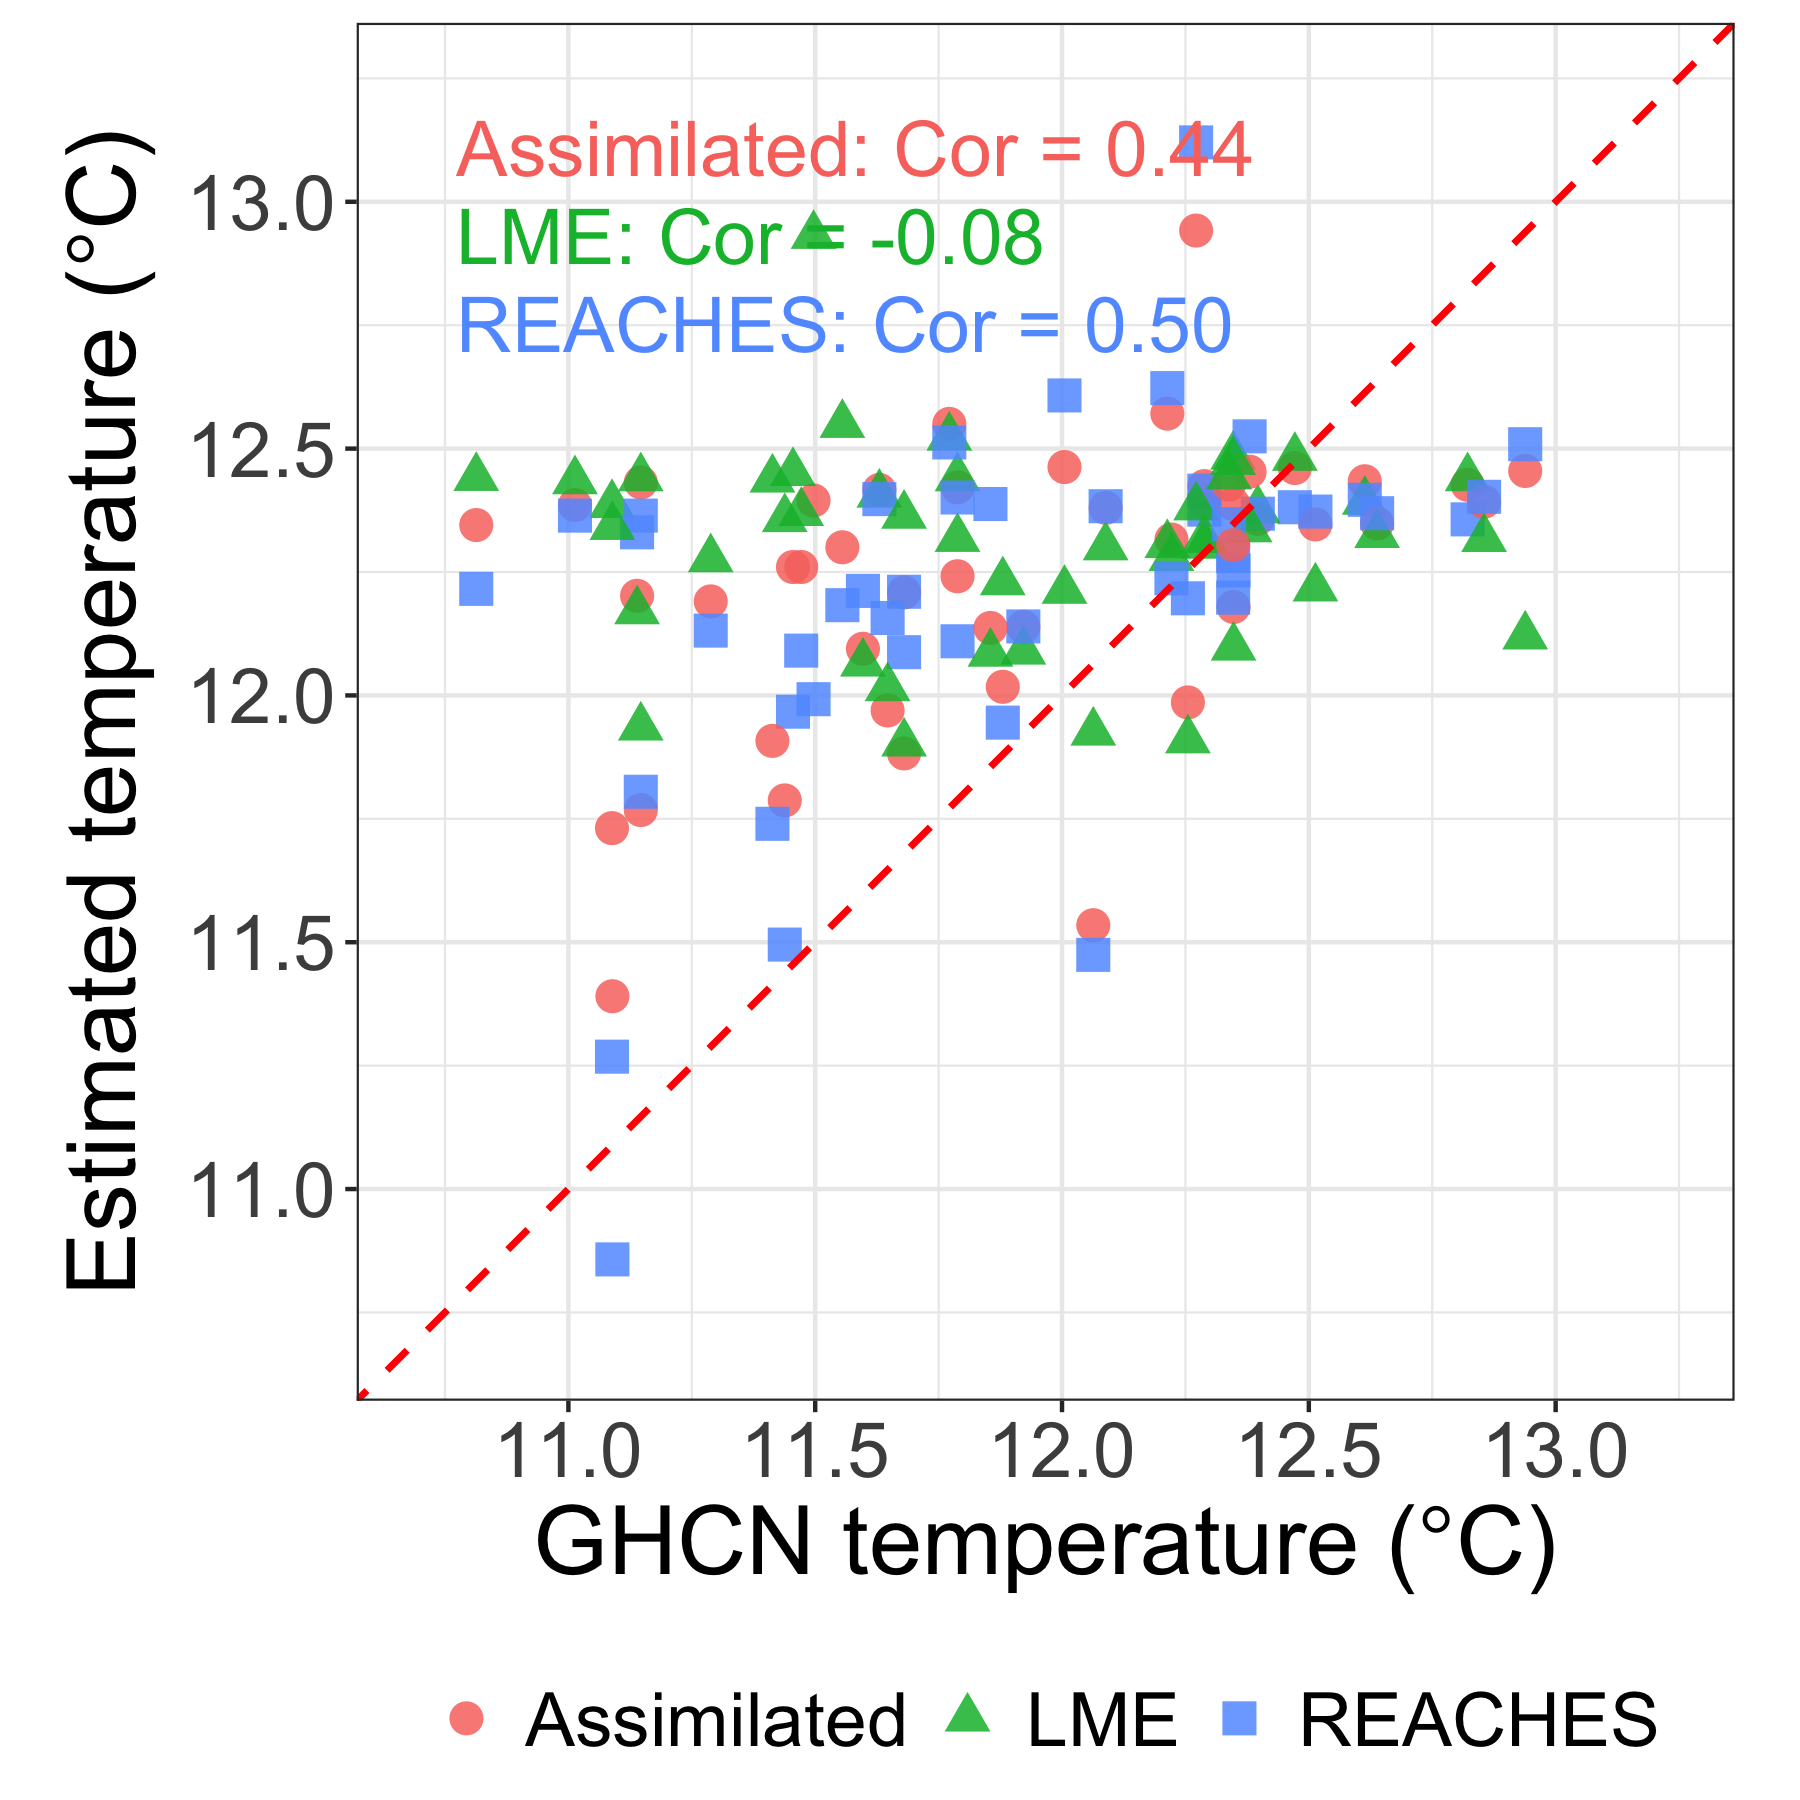 Assimilated: Cor = 0.44
LME: Cor = -0.08
REACHES: Cor = 0.50
Estimated temperature (°C)
13.0
12.5
12.0
11.5
11.0
11.0 11.5 12.0 12.5 13.0
GHCN temperature (°C)
Assimilated LME REACHES